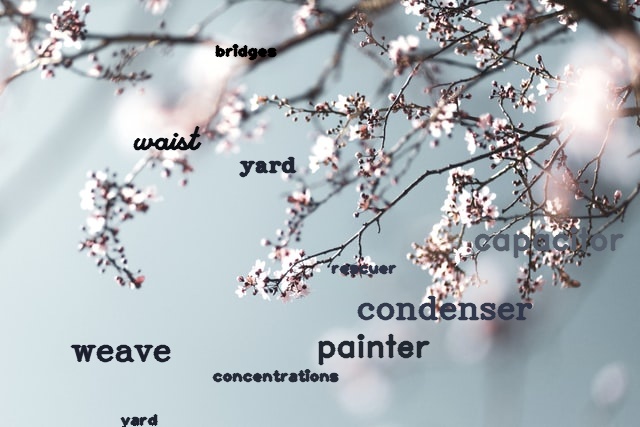 bridges
waist
yard
capacitor
rescuer
condenser
painter
weave
concentrations
yard